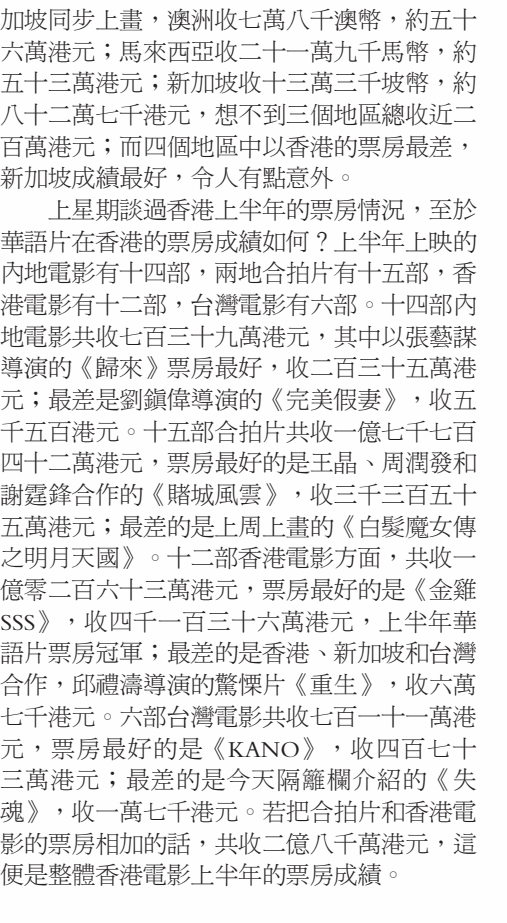 加坡同步上畫，澳洲收七萬八千澳幣，約五十
六萬港元；馬來西亞收二十一萬九千馬幣，約
五十三萬港元；新加坡收十三萬三千坡幣，約
八十二萬七千港元，想不到三個地區總收近二
百萬港元；而四個地區中以香港的票房最差，
新加坡成績最好，令人有點意外。
上星期談過香港上半年的票房情況，至於
華語片在香港的票房成績如何？上半年上映的
內地電影有十四部，兩地合拍片有十五部，香
港電影有十二部，台灣電影有六部。十四部內
地電影共收七百三十九萬港元，其中以張藝謀
導演的《歸來》票房最好，收二百三十五萬港
元；最差是劉鎮偉導演的《完美假妻》，收五
千五百港元。十五部合拍片共收一億七千七百
四十二萬港元，票房最好的是王晶、周潤發和
謝霆鋒合作的《賭城風雲》，收三千三百五十
五萬港元；最差的是上周上畫的《白髮魔女傳
之明月天國》。十二部香港電影方面，共收一
億零二百六十三萬港元，票房最好的是《金雞
SSS》，收四千一百三十六萬港元，上半年華
語片票房冠軍；最差的是香港、新加坡和台灣
合作，邱禮濤導演的驚慄片《重生》，收六萬
七千港元。六部台灣電影共收七百一十一萬港
元，票房最好的是《KANO》，收四百七十
三萬港元；最差的是今天隔籬欄介紹的《失
魂》，收一萬七千港元。若把合拍片和香港電
影的票房相加的話，共收二億八千萬港元，這
便是整體香港電影上半年的票房成績。